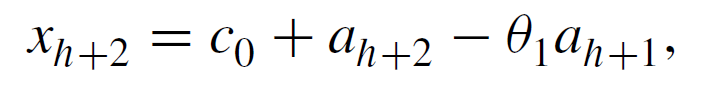 x_{h+2} = c_0 + a_{h+2} − θ_1 a_{h+1},